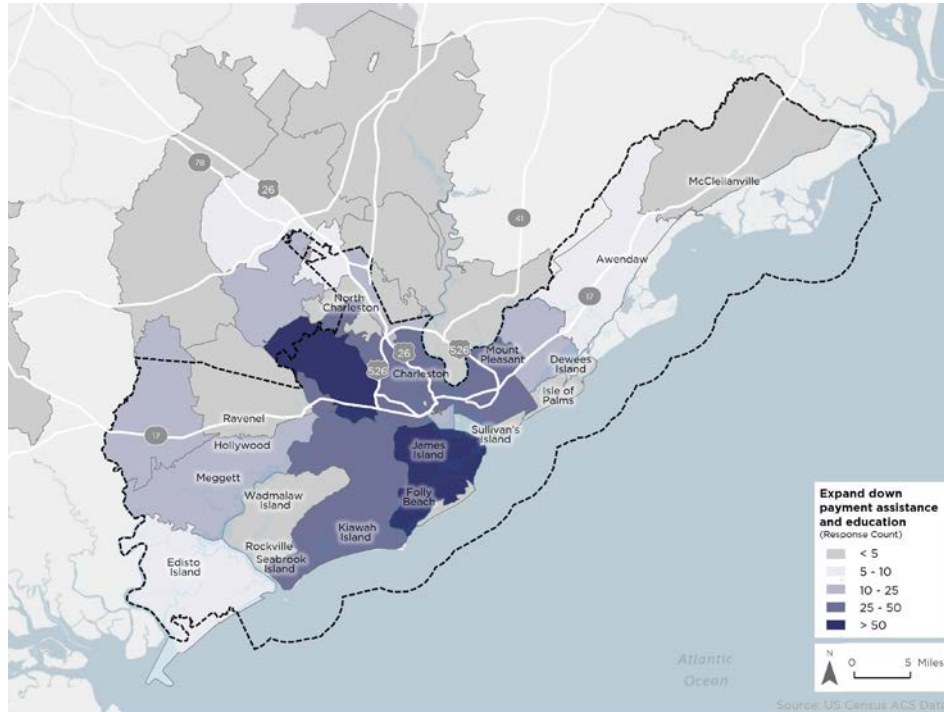 78
26
41
McClellanville
Awendaw
17
North
Charleston
26
526
526
Charleston
Mount
Pleasant
Dewees
Island
Isle of
Palms
Sullivan's
Island
Ravenel
17
Hollywood
Meggett
James
Island
Folly
Beach
Wadmalaw
Island
Kiawah
Island
Rockville
Seabrook
Island
Edisto
Island
Expand down
payment assistance
and education
(Response Count)
< 5
5 - 10
10 - 25
25 - 50
> 50
N
0 5 Miles
Atlantic
Ocean
Source: US Census ACS Data